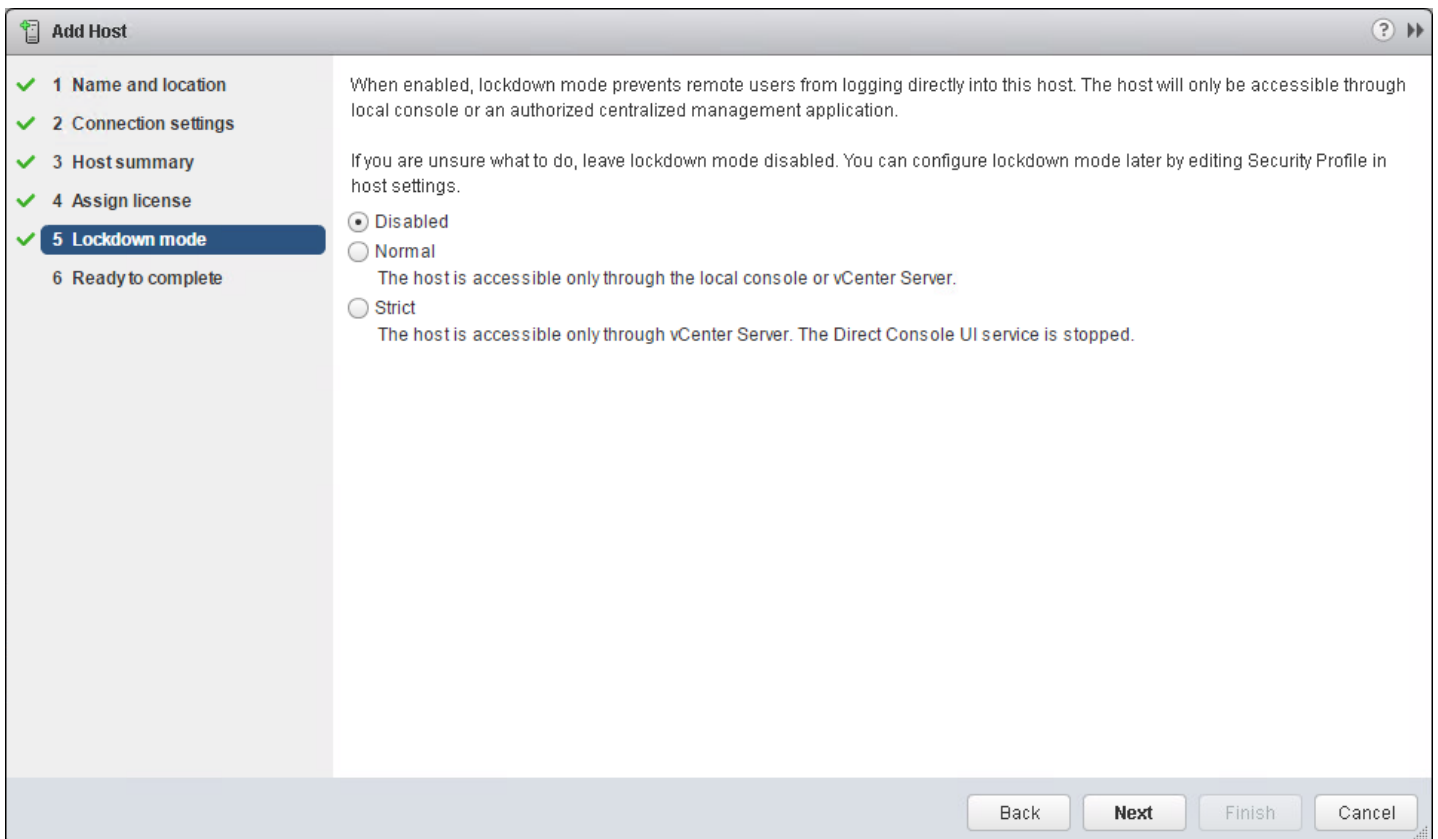 Add Host
?
1 Name and location
2 Connection settings
3 Host summary
4 Assign license
5 Lockdown mode
6 Ready to complete
When enabled, lockdown mode prevents remote users from logging directly into this host. The host will only be accessible through
local console or an authorized centralized management application.
If you are unsure what to do, leave lockdown mode disabled. You can configure lockdown mode later by editing Security Profile in
host settings.
Disabled
Normal
The host is accessible only through the local console or vCenter Server.
Strict
The host is accessible only through vCenter Server. The Direct Console UI service is stopped.
Back
Next
Finish
Cancel